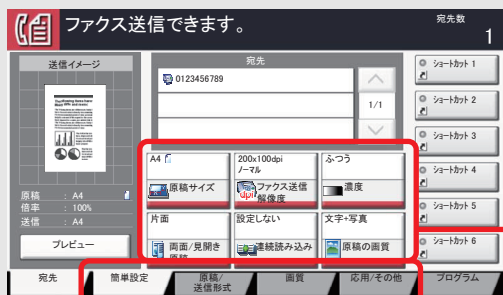 ファクス送信できます。
宛先数
1
送信イメージ
宛先
0123456789
1/1
ショートカット 1
ショートカット 2
ショートカット 3
ショートカット 4
ショートカット 5
ショートカット 6
A4
原稿サイズ
200x100dpi
ノーマル
ファクス送信
解像度
ふつう
濃度
片面
両面/見開き
原稿
設定しない
連続読み込み
文字+写真
原稿の画質
原稿 : A4
倍率 : 100%
送信 : A4
プレビュー
宛先
簡単設定
原稿/
送信形式
画質
応用/その他
プログラム